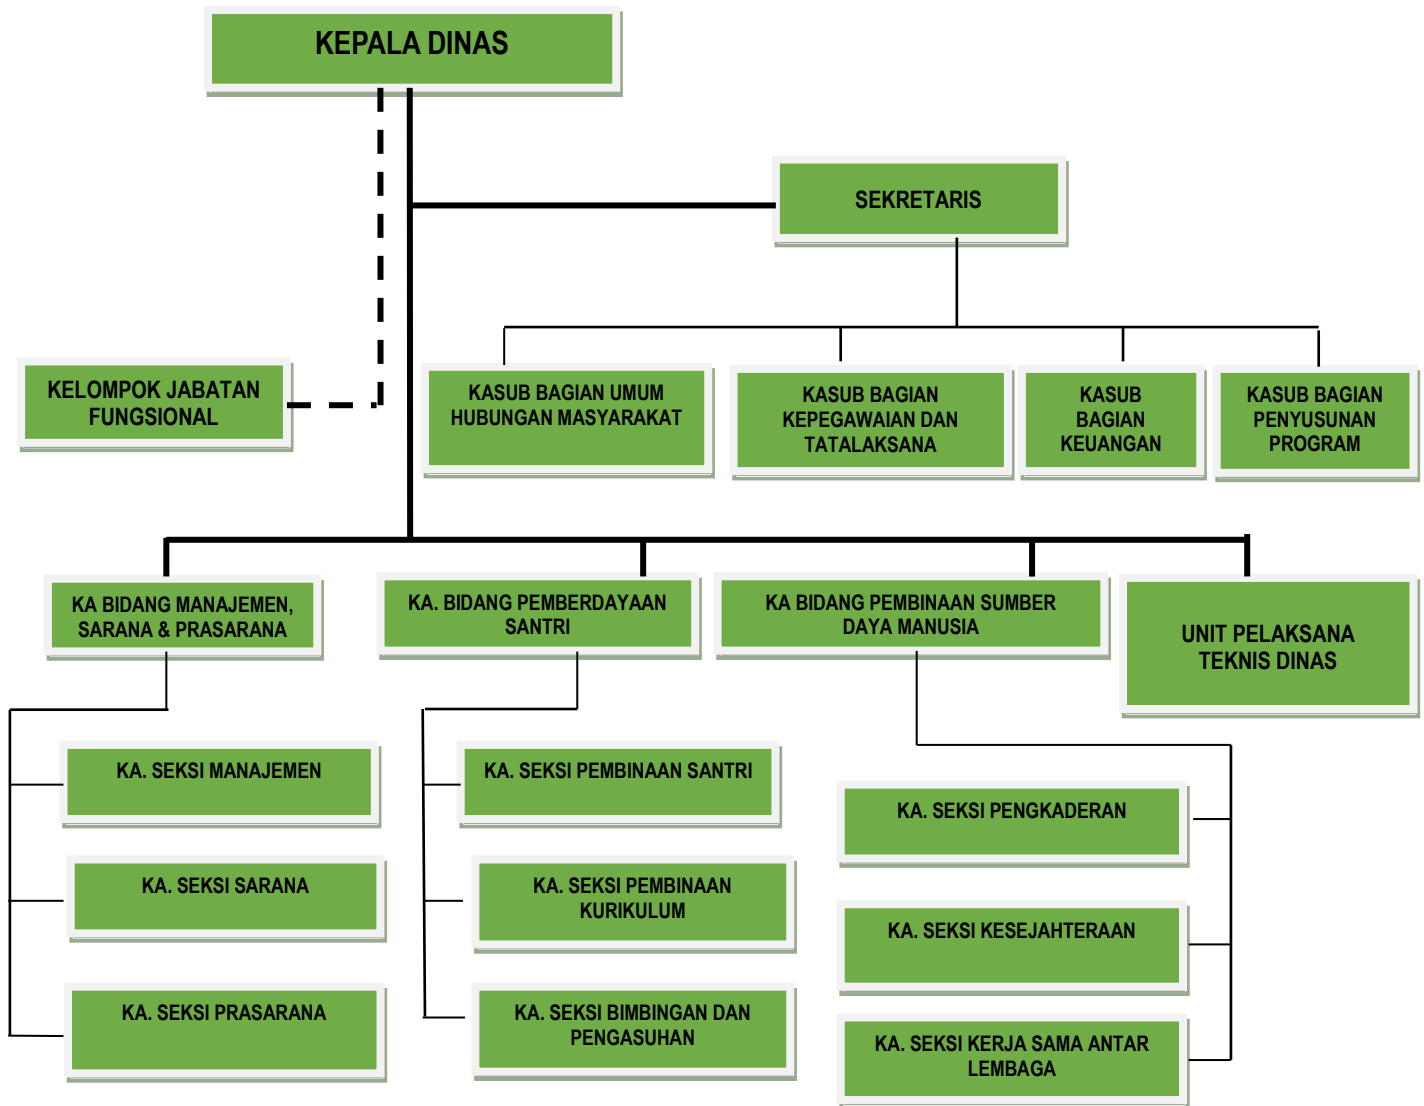 KEPALA DINAS
SEKRETARIS
KELOMPOK JABATAN
FUNGSIONAL
KASUB BAGIAN UMUM
HUBUNGAN MASYARAKAT
KASUB BAGIAN
KEPEGAWAIAN DAN
TATALAKSANA
KASUB
BAGIAN
KEUANGAN
KASUB BAGIAN
PENYUSUNAN
PROGRAM
KA BIDANG MANAJEMEN,
SARANA & PRASARANA
KA. BIDANG PEMBERDAYAAN
SANTRI
KA BIDANG PEMBINAAN SUMBER
DAYA MANUSIA
UNIT PELAKSANA
TEKNIS DINAS
KA. SEKSI MANAJEMEN
KA. SEKSI SARANA
KA. SEKSI PRASARANA
KA. SEKSI PEMBINAAN SANTRI
KA. SEKSI PEMBINAAN
KURIKULUM
KA. SEKSI BIMBINGAN DAN
PENGASUHAN
KA. SEKSI PENGKADERAN
KA. SEKSI KESEJAHTERAAN
KA. SEKSI KERJA SAMA ANTAR
LEMBAGA